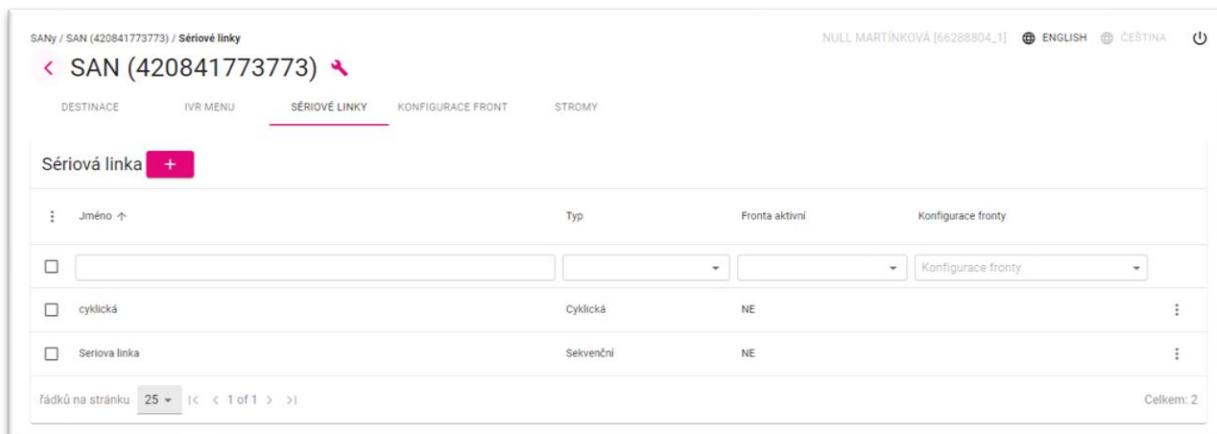 SANy / SAN (420841773773) / Sériové linky
NULL MARTÍNKOVÁ [66288804_1] ENGLISH ČEŠTINA
SAN (420841773773)
DESTINACE IVR MENU SÉRIOVÉ LINKY KONFIGURACE FRONT STROMY
Sériová linka +
Jméno Typ Fronta aktivní Konfigurace fronty
Konfigurace fronty
cyklická Cyklická NE
Seriova linka Sekvenční NE
řádků na stránku 25 |< < 1 of 1 > >| Celkem: 2